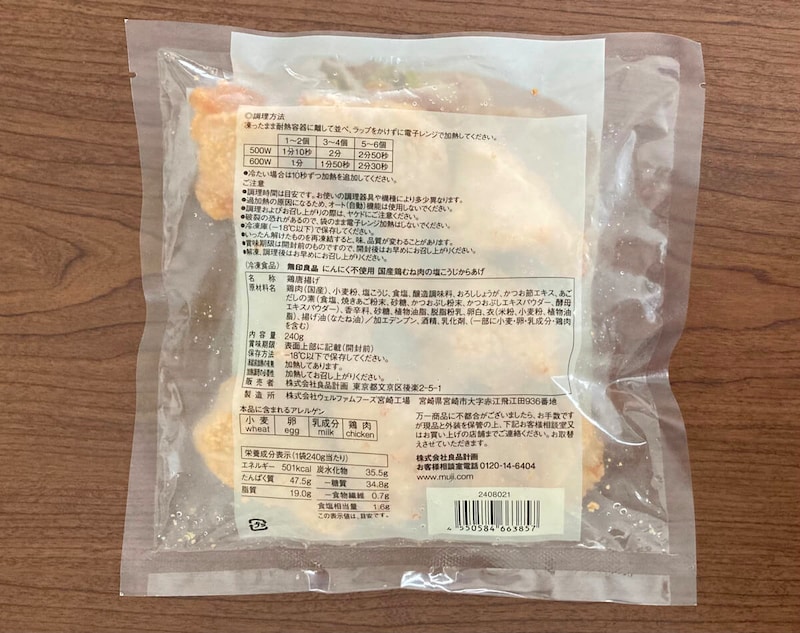 ◎調理方法
凍ったまま耐熱容器に離して並べ、ラップをかけずに電子レンジで加熱してください。
1〜2個 3〜4個 5〜6個
500W 1分10秒 2分 2分50秒
600W 1分 1分50秒 2分30秒
●冷たい場合は10秒ずつ加熱を追加してください。
ご注意
●調理時間は目安です。お使いの調理器具や機種により多少異なります。
●過加熱の原因になるため、オート(自動)機能は使用しないでください。
●調理およびお召し上がりの際は、ヤケドにご注意ください。
●破裂の恐れがあるので、袋のまま電子レンジ加熱はしないでください。
●冷凍庫(−18℃以下)で保存してください。
●いったん解けたものを再凍結すると、味、品質が変わることがあります。
●賞味期限は開封前のものですので、開封後はお早めにお召し上がりください。
●解凍、調理後はお早めにお召し上がりください。
〈冷凍食品〉 無印良品 にんにく不使用 国産鶏むね肉の塩こうじからあげ
名称 鶏唐揚げ
原材料名 鶏肉(国産)、小麦粉、塩こうじ、食塩、醸造調味料、おろししょうが、かつお節エキス、あご
だしの素(食塩、焼きあご粉末、砂糖、かつおぶし粉末、かつおぶしエキスパウダー、酵母
エキスパウダー)、香辛料、砂糖、植物油脂、脱脂粉乳、卵白、衣(米粉、小麦粉、植物油
脂)、揚げ油(なたね油)/加工デンプン、酒精、乳化剤、(一部に小麦・卵・乳成分・鶏肉
を含む)
内容量 240g
賞味期限 表面上部に記載(開封前)
保存方法 −18℃以下で保存してください。
凍結前加熱の有無 加熱してあります。
加熱調理の必要性 加熱してお召し上がりください。
販売者 株式会社良品計画 東京都文京区後楽2-5-1
製造所 株式会社ウェルファムフーズ宮崎工場 宮崎県宮崎市大字赤江飛江田936番地
本品に含まれるアレルゲン
小麦 卵 乳成分 鶏肉
wheat egg milk chicken
万一商品に不都合がございましたら、お手数です
が現品と外装を保管の上、下記お客様相談室又
はお買い上げの店舗までご連絡ください。お取替
えさせていただきます。
株式会社良品計画
お客様相談室電話 0120-14-6404
www.muji.com
栄養成分表示(1袋240g当たり)
エネルギー 501kcal 炭水化物 35.5g
たんぱく質 47.5g −糖質 34.8g
脂質 19.0g −食物繊維 0.7g
食塩相当量 1.6g
この表示値は、目安です。
プラ
2408021
4 550584 663857